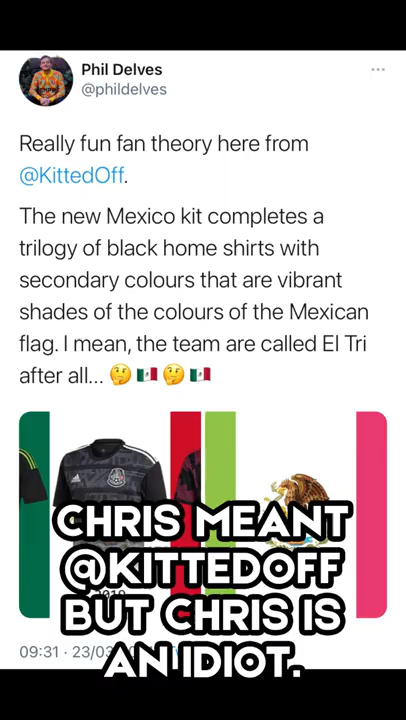 Phil Delves
@phildelves
Really fun fan theory here from
@KittedOff.
The new Mexico kit completes a
trilogy of black home shirts with
secondary colours that are vibrant
shades of the colours of the Mexican
flag. I mean, the team are called El Tri
after all... 🤔🇲🇽🤔🇲🇽
CHRIS MEANT
@KITTEDOFF
BUT CHRIS IS
AN IDIOT.
09:31 · 23/03